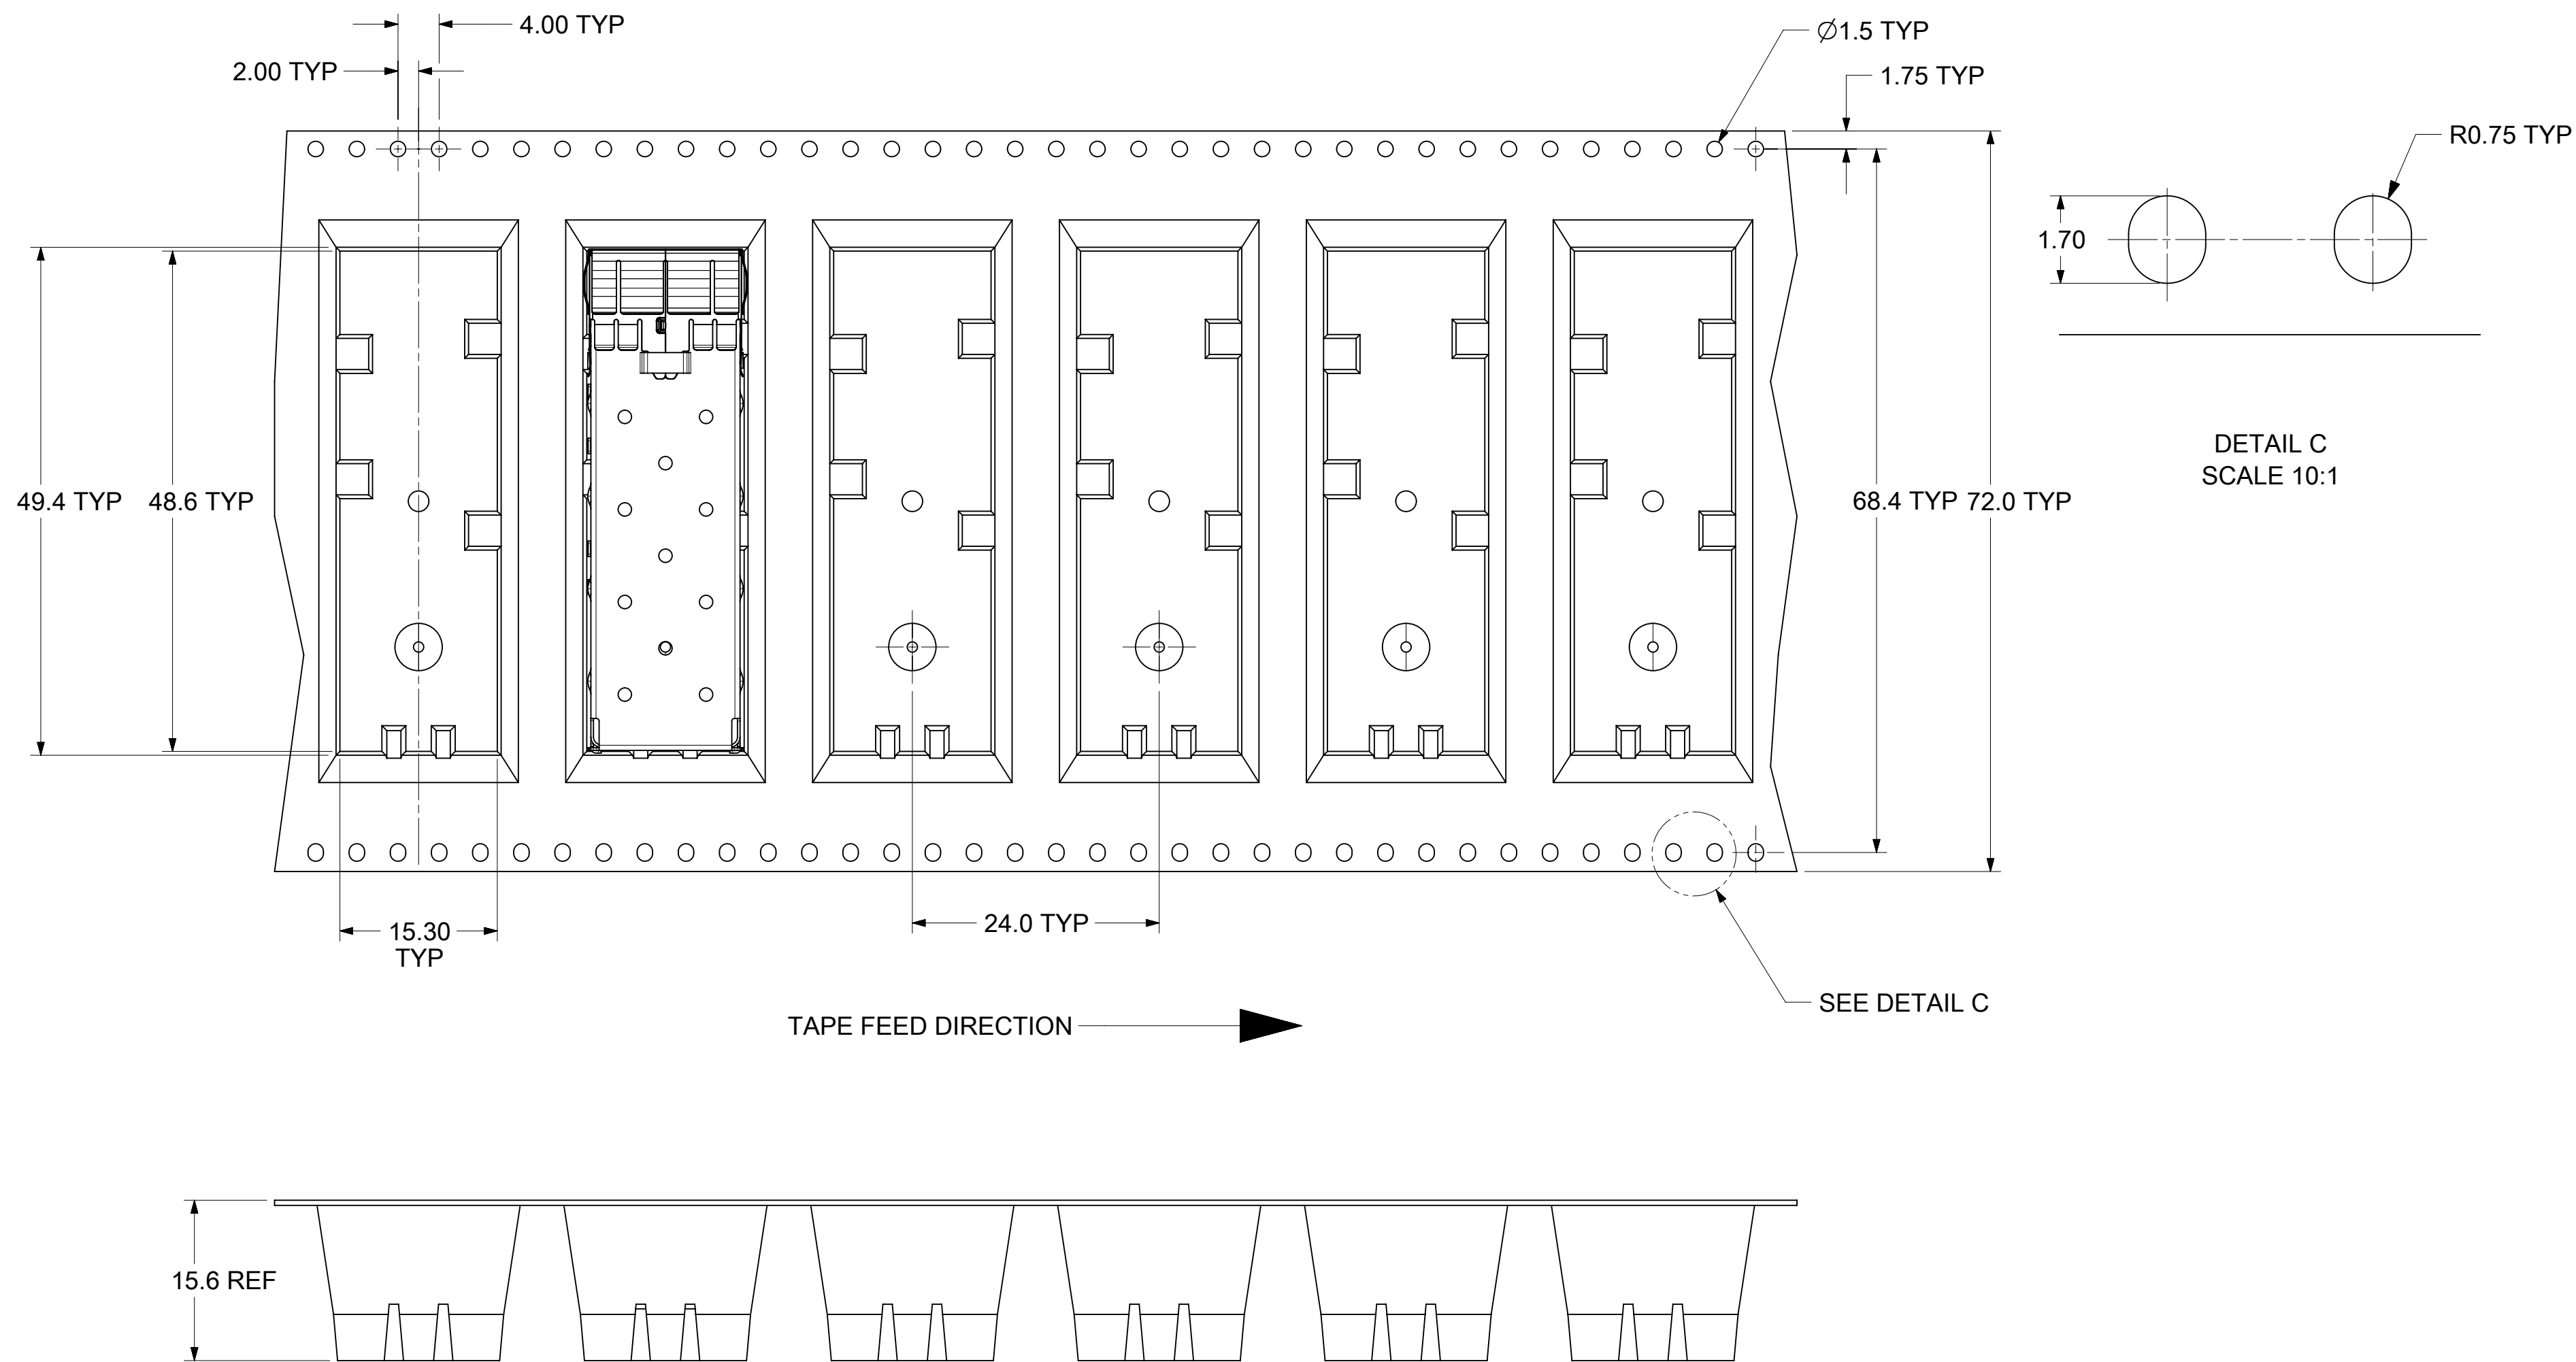 4.00 TYP
Ø1.5 TYP
2.00 TYP
1.75 TYP
R0.75 TYP
1.70
DETAIL C
SCALE 10:1
49.4 TYP
48.6 TYP
68.4 TYP
72.0 TYP
15.30
TYP
24.0 TYP
SEE DETAIL C
TAPE FEED DIRECTION
15.6 REF